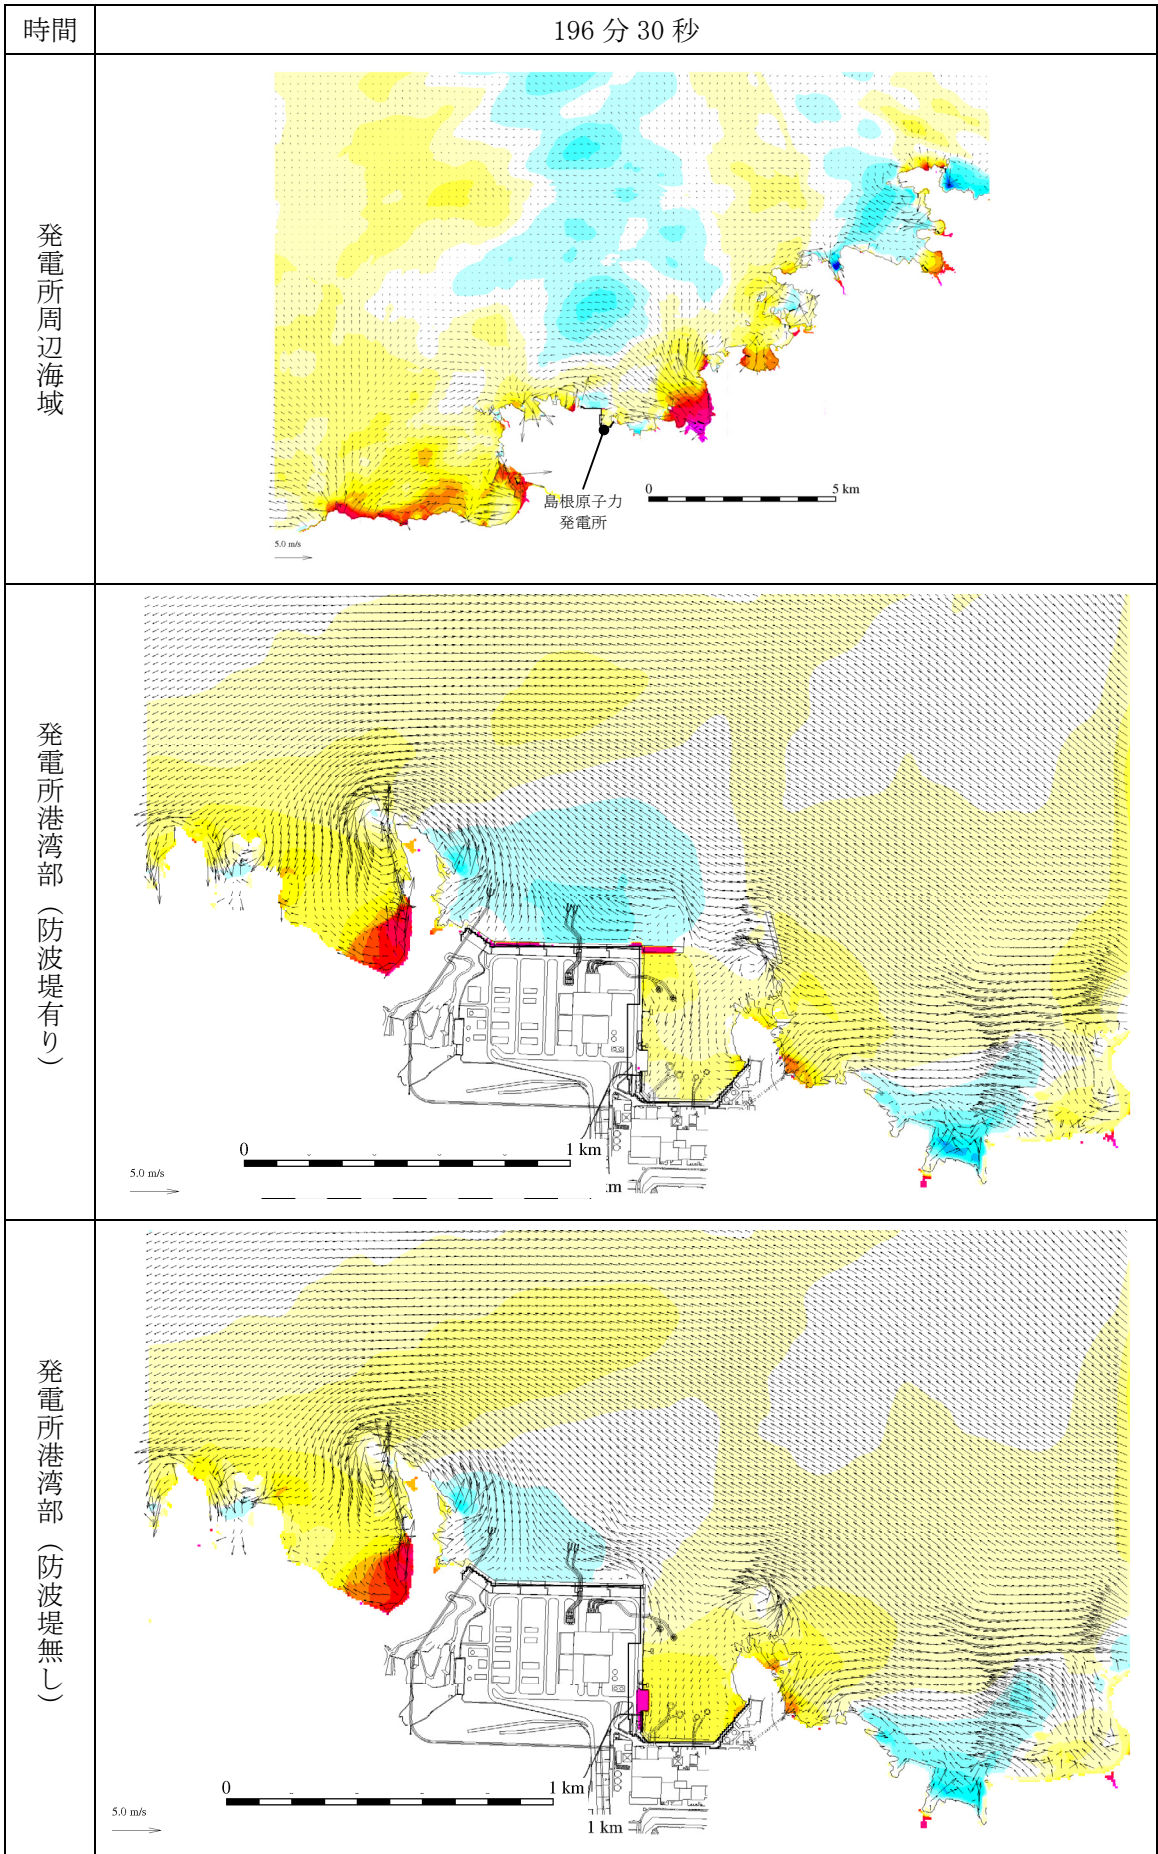 時間
196 分 30 秒
発電所周辺海域
島根原子力
発電所
0
5 km
5.0 m/s
発電所港湾部（防波堤有り）
0
1 km
5.0 m/s
km
発電所港湾部（防波堤無し）
0
1 km
5.0 m/s
1 km